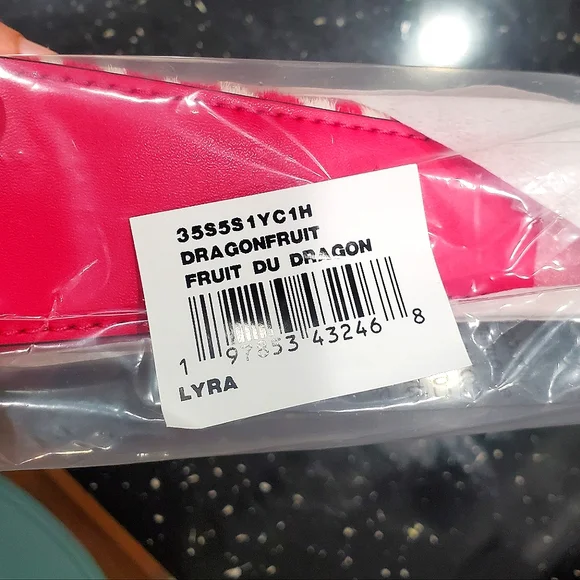 35S5S1YC1H
DRAGONFRUIT
FRUIT DU DRAGON
1 97853 43246 8
LYRA